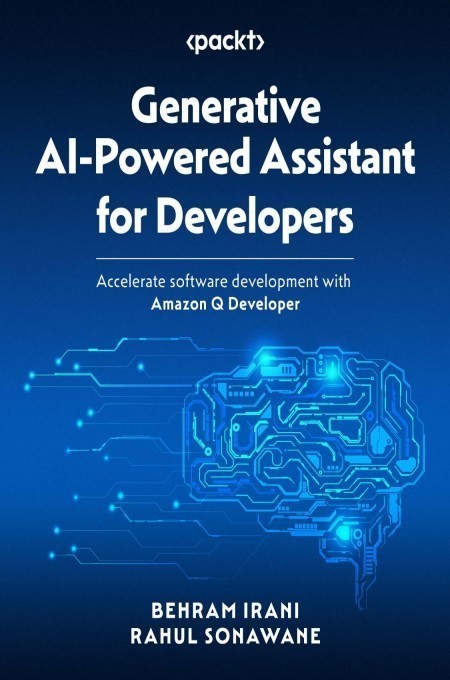 <packt>
Generative
AI-Powered Assistant
for Developers
Accelerate software development with
Amazon Q Developer
BEHRAM IRANI
RAHUL SONAWANE